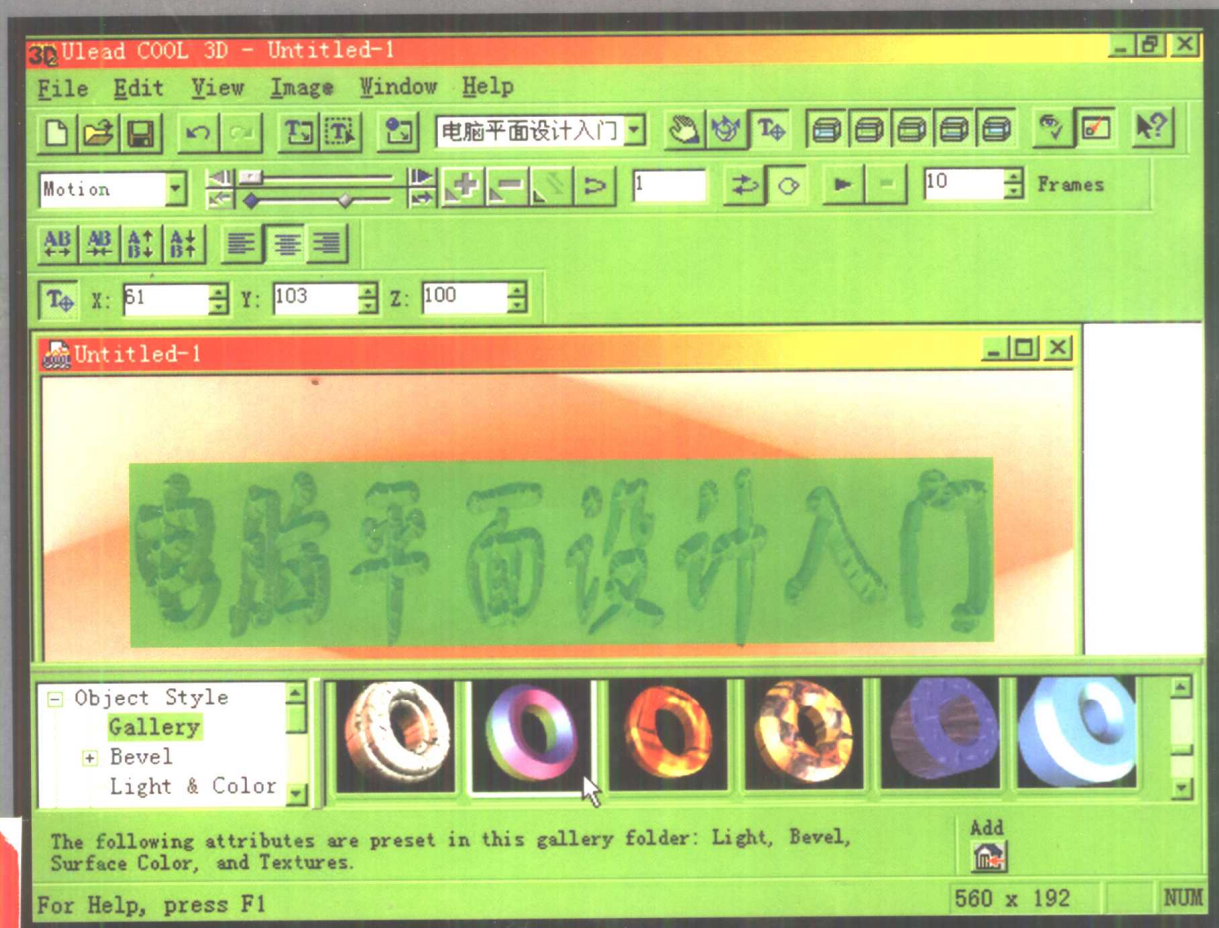 Ulead COOL 3D - Untitled-1
File Edit View Image Window Help
电脑平面设计入门
Motion
1
10
Frames
X: 61 Y: 103 Z: 100
Untitled-1
电脑平面设计入门
Object Style
Gallery
Bevel
Light & Color
The following attributes are preset in this gallery folder: Light, Bevel,
Surface Color, and Textures.
Add
For Help, press F1
560 x 192
NUM